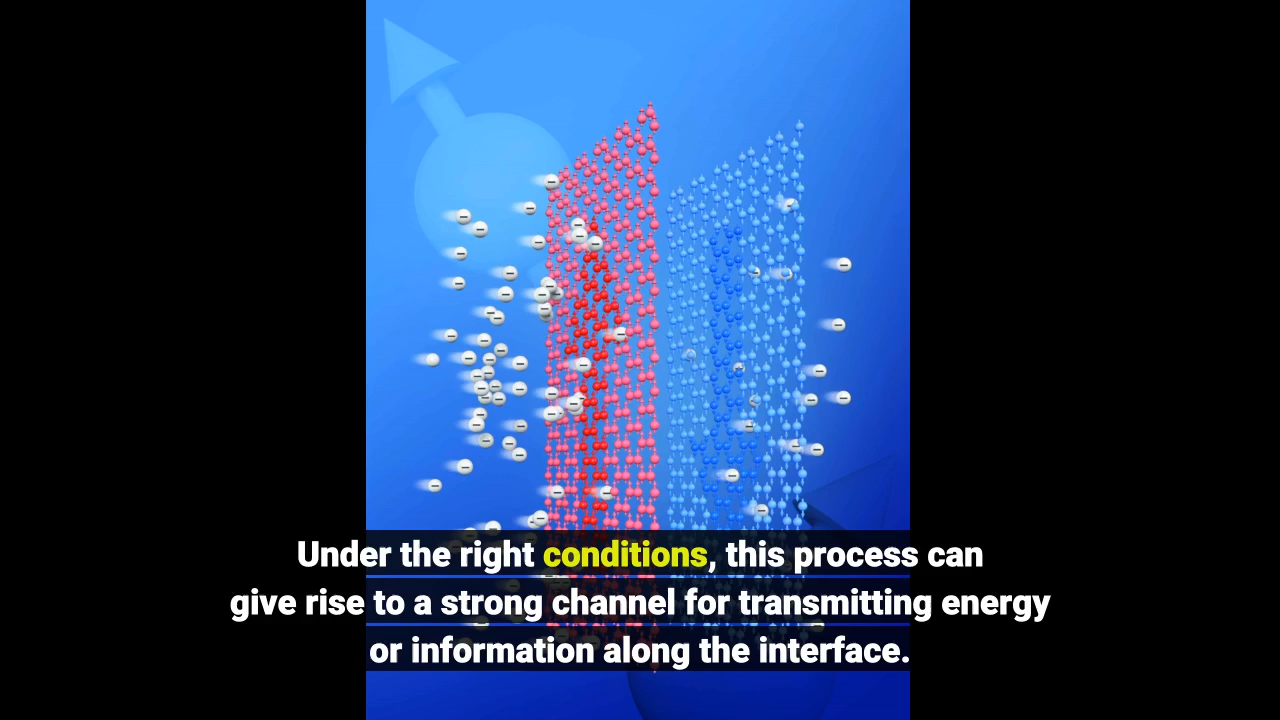 Under the right conditions, this process can
give rise to a strong channel for transmitting energy
or information along the interface.